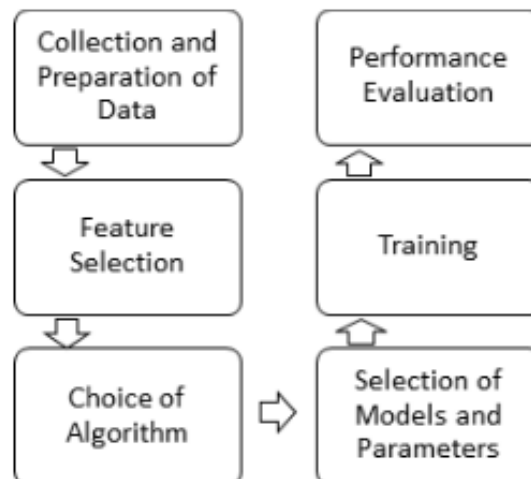 Collection and
Preparation of
Data
Feature
Selection
Choice of
Algorithm
Selection of
Models and
Parameters
Training
Performance
Evaluation